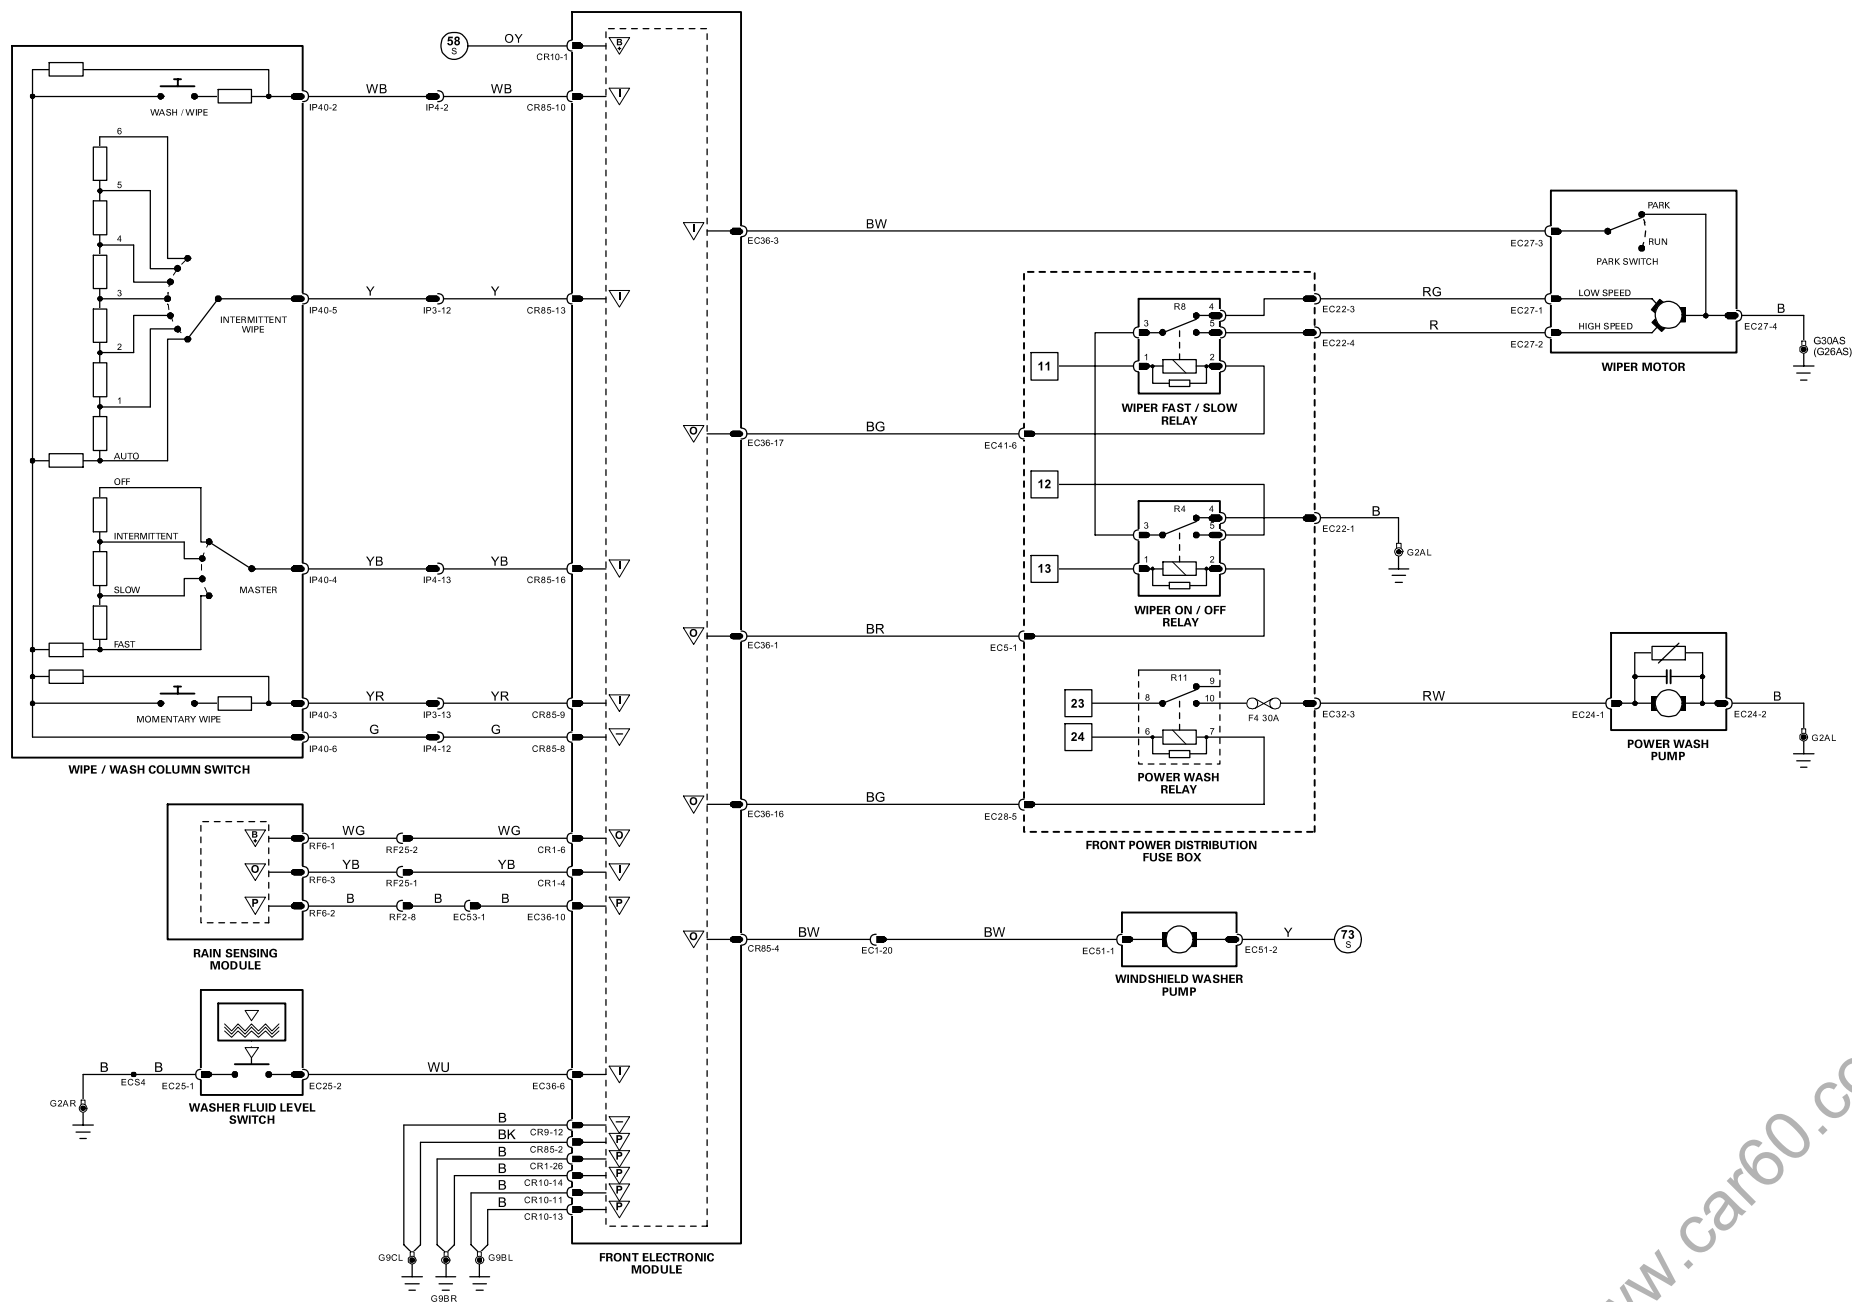 58
S
OY
CR10-1
B+
WASH / WIPE
IP40-2
WB
IP4-2
WB
CR85-10
I
6
5
4
3
2
1
AUTO
INTERMITTENT
WIPE
IP40-5
Y
IP3-12
Y
CR85-13
I
OFF
INTERMITTENT
SLOW
FAST
MASTER
IP40-4
YB
IP4-13
YB
CR85-16
I
MOMENTARY WIPE
IP40-3
YR
IP3-13
YR
CR85-9
I
IP40-6
G
IP4-12
G
CR85-8
–
WIPE / WASH COLUMN SWITCH
B+
RF6-1
WG
RF25-2
WG
CR1-6
O
O
RF6-3
YB
RF25-1
YB
CR1-4
I
P
RF6-2
B
RF2-8
B
EC53-1
B
EC36-10
P
RAIN SENSING
MODULE
G2AR
B
ECS4
B
EC25-1
EC25-2
WU
EC36-6
I
WASHER FLUID LEVEL
SWITCH
B
CR9-12
–
BK
CR85-2
P
B
CR1-26
P
B
CR10-14
P
B
CR10-11
P
B
CR10-13
P
G9CL
G9BR
G9BL
FRONT ELECTRONIC
MODULE
I
EC36-3
BW
EC27-3
PARK
RUN
PARK SWITCH
LOW SPEED
HIGH SPEED
EC27-1
EC27-2
EC27-4
B
G30AS
(G26AS)
WIPER MOTOR
R8
3
4
5
1
2
11
EC22-3
RG
EC22-4
R
WIPER FAST / SLOW
RELAY
O
EC36-17
BG
EC41-6
12
R4
3
4
5
1
2
13
EC22-1
B
G2AL
WIPER ON / OFF
RELAY
O
EC36-1
BR
EC5-1
R11
8
9
10
6
7
23
24
F4 30A
EC32-3
RW
EC24-1
EC24-2
B
G2AL
POWER WASH
PUMP
POWER WASH
RELAY
O
EC36-16
BG
EC28-5
FRONT POWER DISTRIBUTION
FUSE BOX
O
CR85-4
BW
EC1-20
BW
EC51-1
EC51-2
Y
73
S
WINDSHIELD WASHER
PUMP